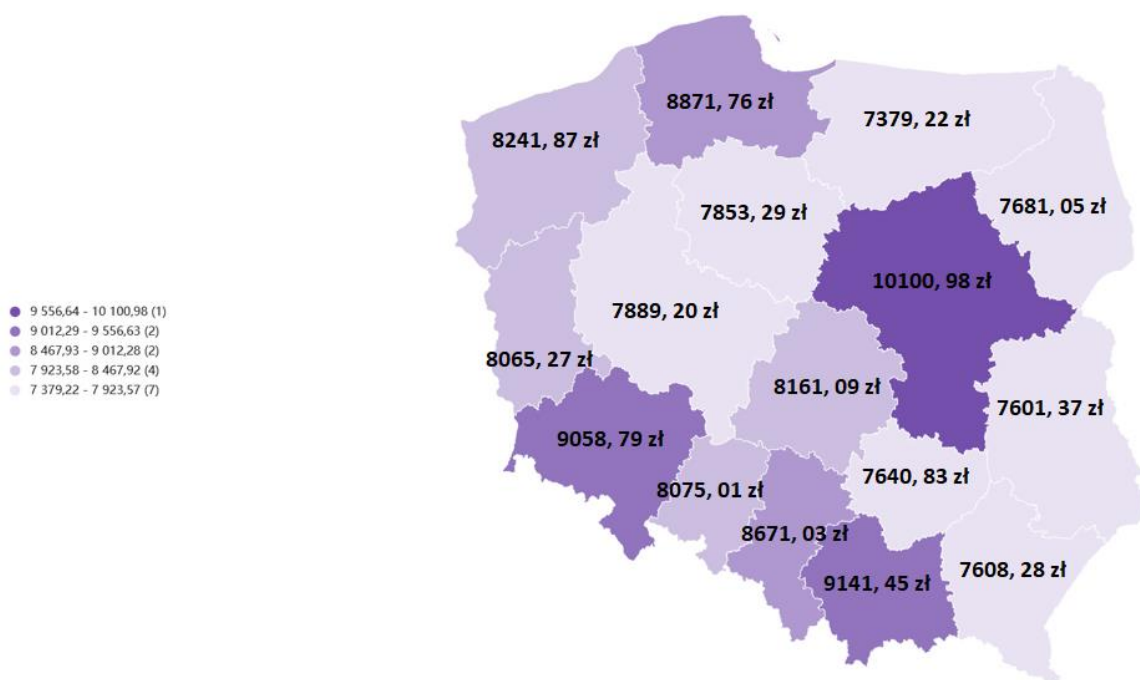 8871, 76 zł
7379, 22 zł
8241, 87 zł
7681, 05 zł
7853, 29 zł
10100, 98 zł
7889, 20 zł
9 556,64 - 10 100,98 (1)
9 012,29 - 9 556,63 (2)
8 467,93 - 9 012,28 (2)
7 923,58 - 8 467,92 (4)
7 379,22 - 7 923,57 (7)
8065, 27 zł
8161, 09 zł
7601, 37 zł
9058, 79 zł
7640, 83 zł
8075, 01 zł
8671, 03 zł
7608, 28 zł
9141, 45 zł